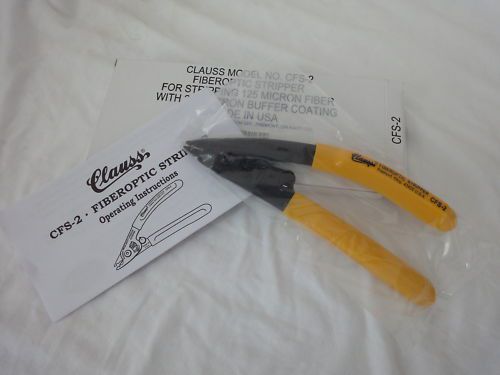 CLAUSS MODEL NO. CFS-2
FIBEROPTIC STRIPPER
FOR STRIPPING 125 MICRON FIBER
WITH MICRON BUFFER COATING
MADE IN USA
CFS-2
Clauss
CFS-2 · FIBEROPTIC STRIP
Operating Instructions
Clauss
FIBEROPTIC STRIPPER
CFS-2